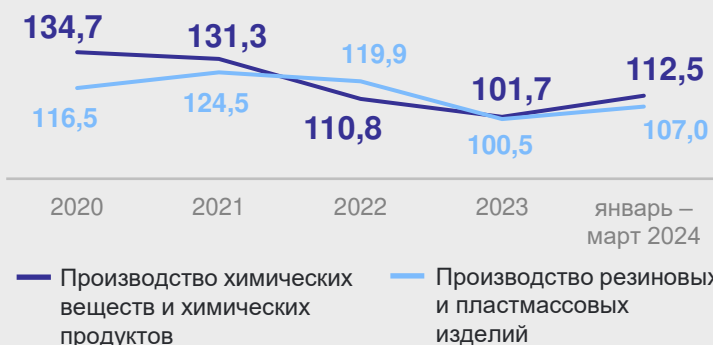 134,7
131,3
119,9
112,5
101,7
116,5
124,5
110,8
100,5
107,0
2020
2021
2022
2023
январь –
март 2024
Производство химических
веществ и химических
продуктов
Производство резиновых
и пластмассовых
изделий